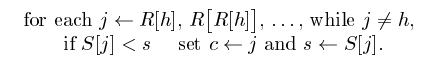 for each j ← R[h], R[R[h]], …, while j ≠ h,
if S[j] < s set c ← j and s ← S[j].